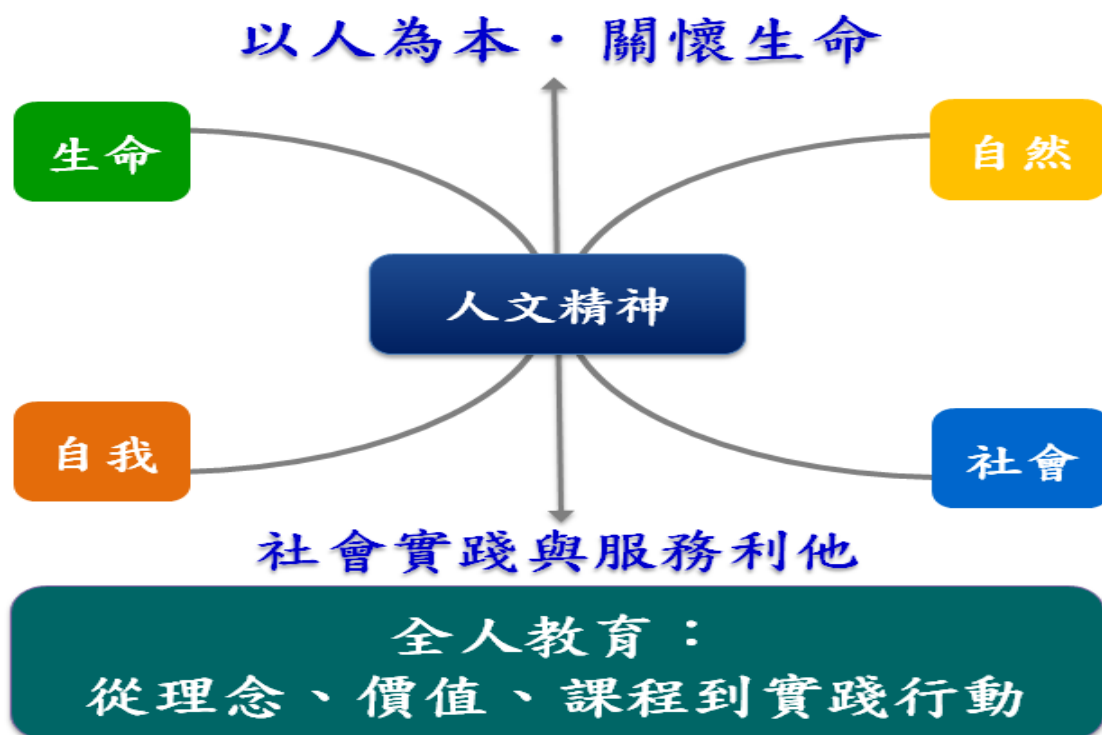 以人為本・關懷生命
生命
自然
人文精神
自我
社會
社會實踐與服務利他
全人教育：
從理念、價值、課程到實踐行動